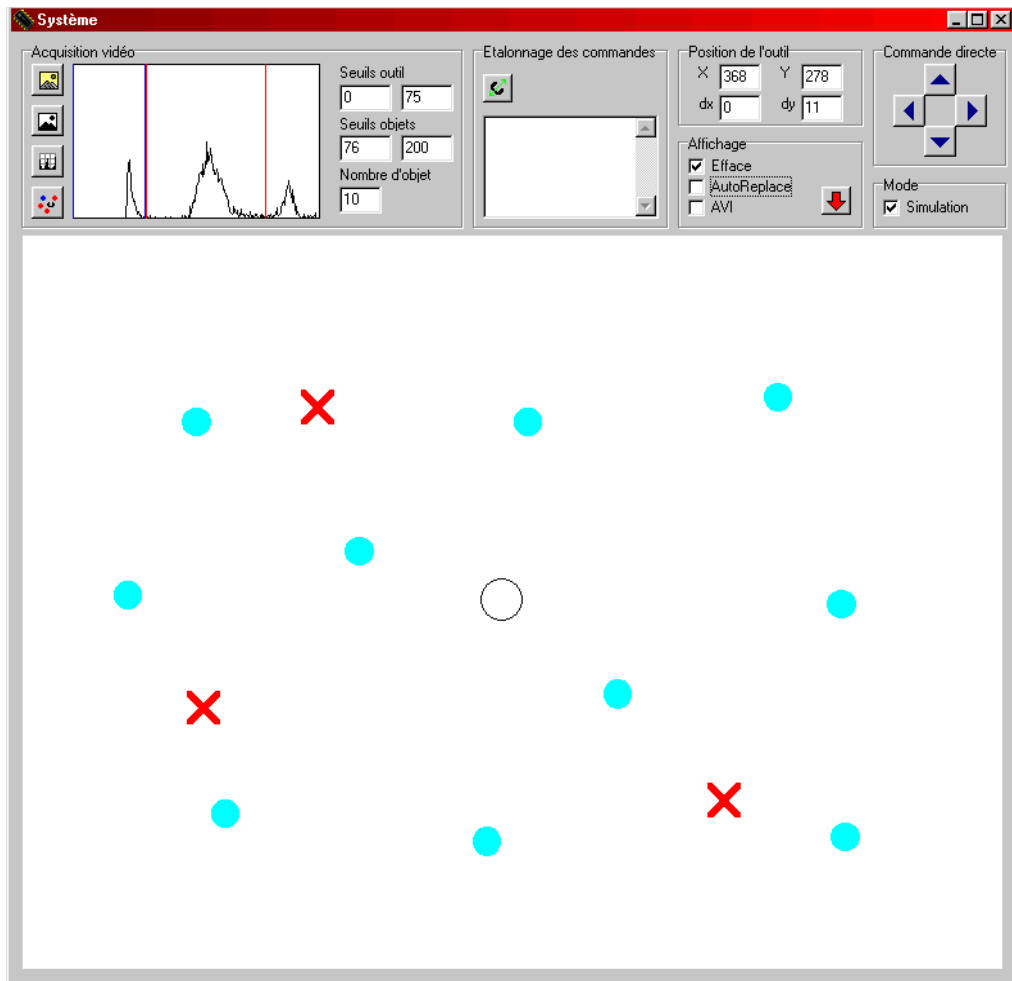 Système
Acquisition vidéo
Seuils outil
0 75
Seuils objets
76 200
Nombre d'objet
10
Etalonnage des commandes
Position de l'outil
X 368 Y 278
dx 0 dy 11
Affichage
Efface
AutoReplace
AVI
Commande directe
Mode
Simulation